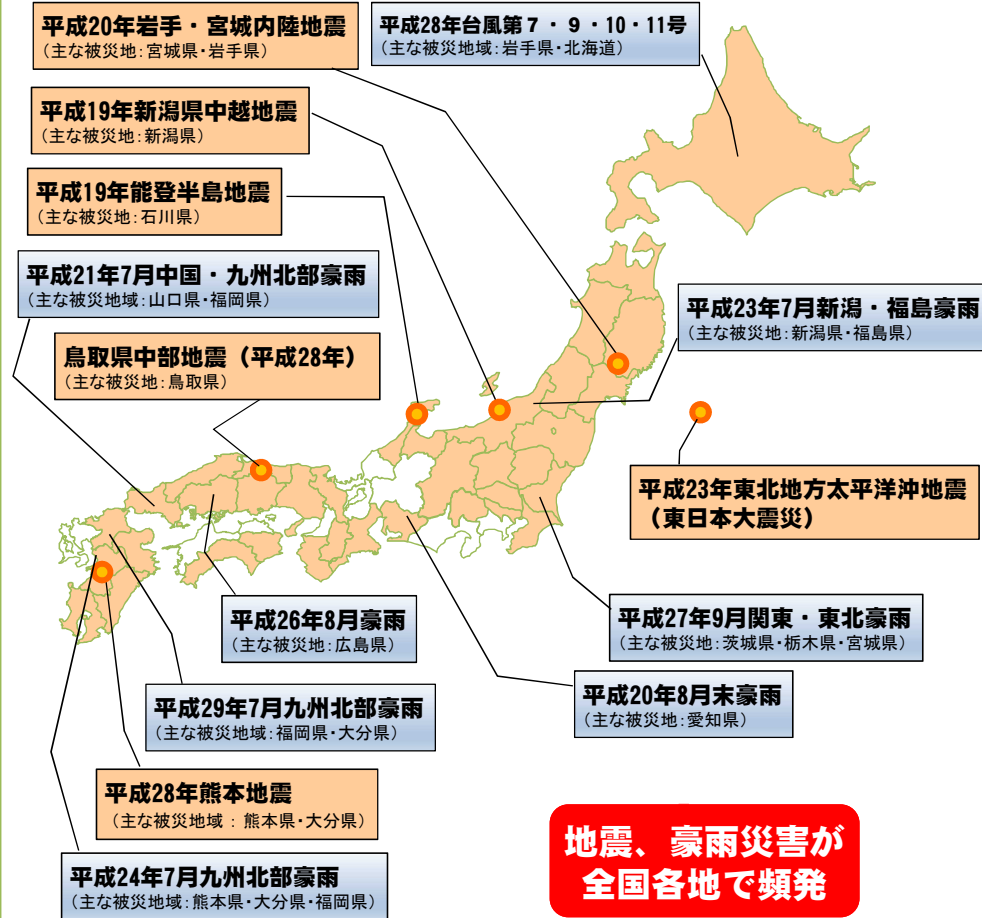 平成20年岩手・宮城内陸地震
(主な被災地:宮城県・岩手県)
平成28年台風第7・9・10・11号
(主な被災地域:岩手県・北海道)
平成19年新潟県中越地震
(主な被災地:新潟県)
平成19年能登半島地震
(主な被災地:石川県)
平成21年7月中国・九州北部豪雨
(主な被災地域:山口県・福岡県)
平成23年7月新潟・福島豪雨
(主な被災地:新潟県・福島県)
鳥取県中部地震(平成28年)
(主な被災地:鳥取県)
平成23年東北地方太平洋沖地震
(東日本大震災)
平成26年8月豪雨
(主な被災地:広島県)
平成27年9月関東・東北豪雨
(主な被災地:茨城県・栃木県・宮城県)
平成29年7月九州北部豪雨
(主な被災地域:福岡県・大分県)
平成20年8月末豪雨
(主な被災地:愛知県)
平成28年熊本地震
(主な被災地域:熊本県・大分県)
平成24年7月九州北部豪雨
(主な被災地域:熊本県・大分県・福岡県)
地震、豪雨災害が
全国各地で頻発